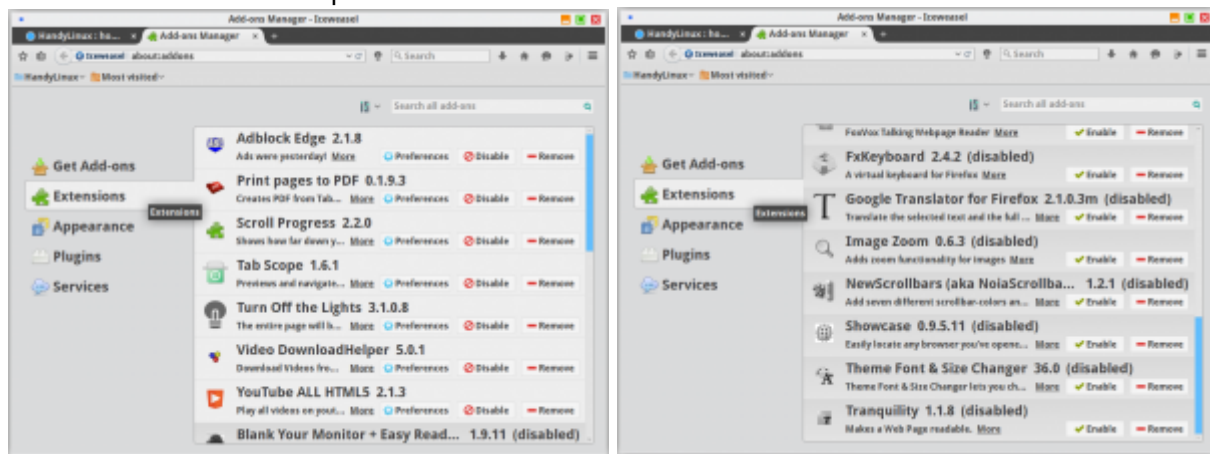 Add-ons Manager - Iceweasel
HandyLinux : ho... × Add-ons Manager × +
Iceweasel about:addons Search
HandyLinux Most visited
Search all add-ons
Get Add-ons
Extensions
Extensions
Appearance
Plugins
Services
Adblock Edge 2.1.8
Ads were yesterday! More Preferences Disable Remove
Print pages to PDF 0.1.9.3
Creates PDF from Tab... More Preferences Disable Remove
Scroll Progress 2.2.0
Shows how far down y... More Preferences Disable Remove
Tab Scope 1.6.1
Previews and navigate... More Preferences Disable Remove
Turn Off the Lights 3.1.0.8
The entire page will b... More Preferences Disable Remove
Video DownloadHelper 5.0.1
Download Videos fro... More Preferences Disable Remove
YouTube ALL HTML5 2.1.3
Play all videos on yout... More Preferences Disable Remove
Blank Your Monitor + Easy Read... 1.9.11 (disabled)
Add-ons Manager - Iceweasel
HandyLinux : ho... × Add-ons Manager × +
Iceweasel about:addons Search
HandyLinux Most visited
Search all add-ons
Get Add-ons
Extensions
Extensions
Appearance
Plugins
Services
FoxVox Talking Webpage Reader More Enable Remove
FxKeyboard 2.4.2 (disabled)
A virtual keyboard for Firefox More Enable Remove
Google Translator for Firefox 2.1.0.3m (disabled)
Translate the selected text and the full ... More Enable Remove
Image Zoom 0.6.3 (disabled)
Adds zoom functionality for images More Enable Remove
NewScrollbars (aka NoiaScrollba... 1.2.1 (disabled)
Add seven different scrollbar-colors an... More Enable Remove
Showcase 0.9.5.11 (disabled)
Easily locate any browser you've opene... More Enable Remove
Theme Font & Size Changer 36.0 (disabled)
Theme Font & Size Changer lets you ch... More Enable Remove
Tranquility 1.1.8 (disabled)
Makes a Web Page readable. More Enable Remove